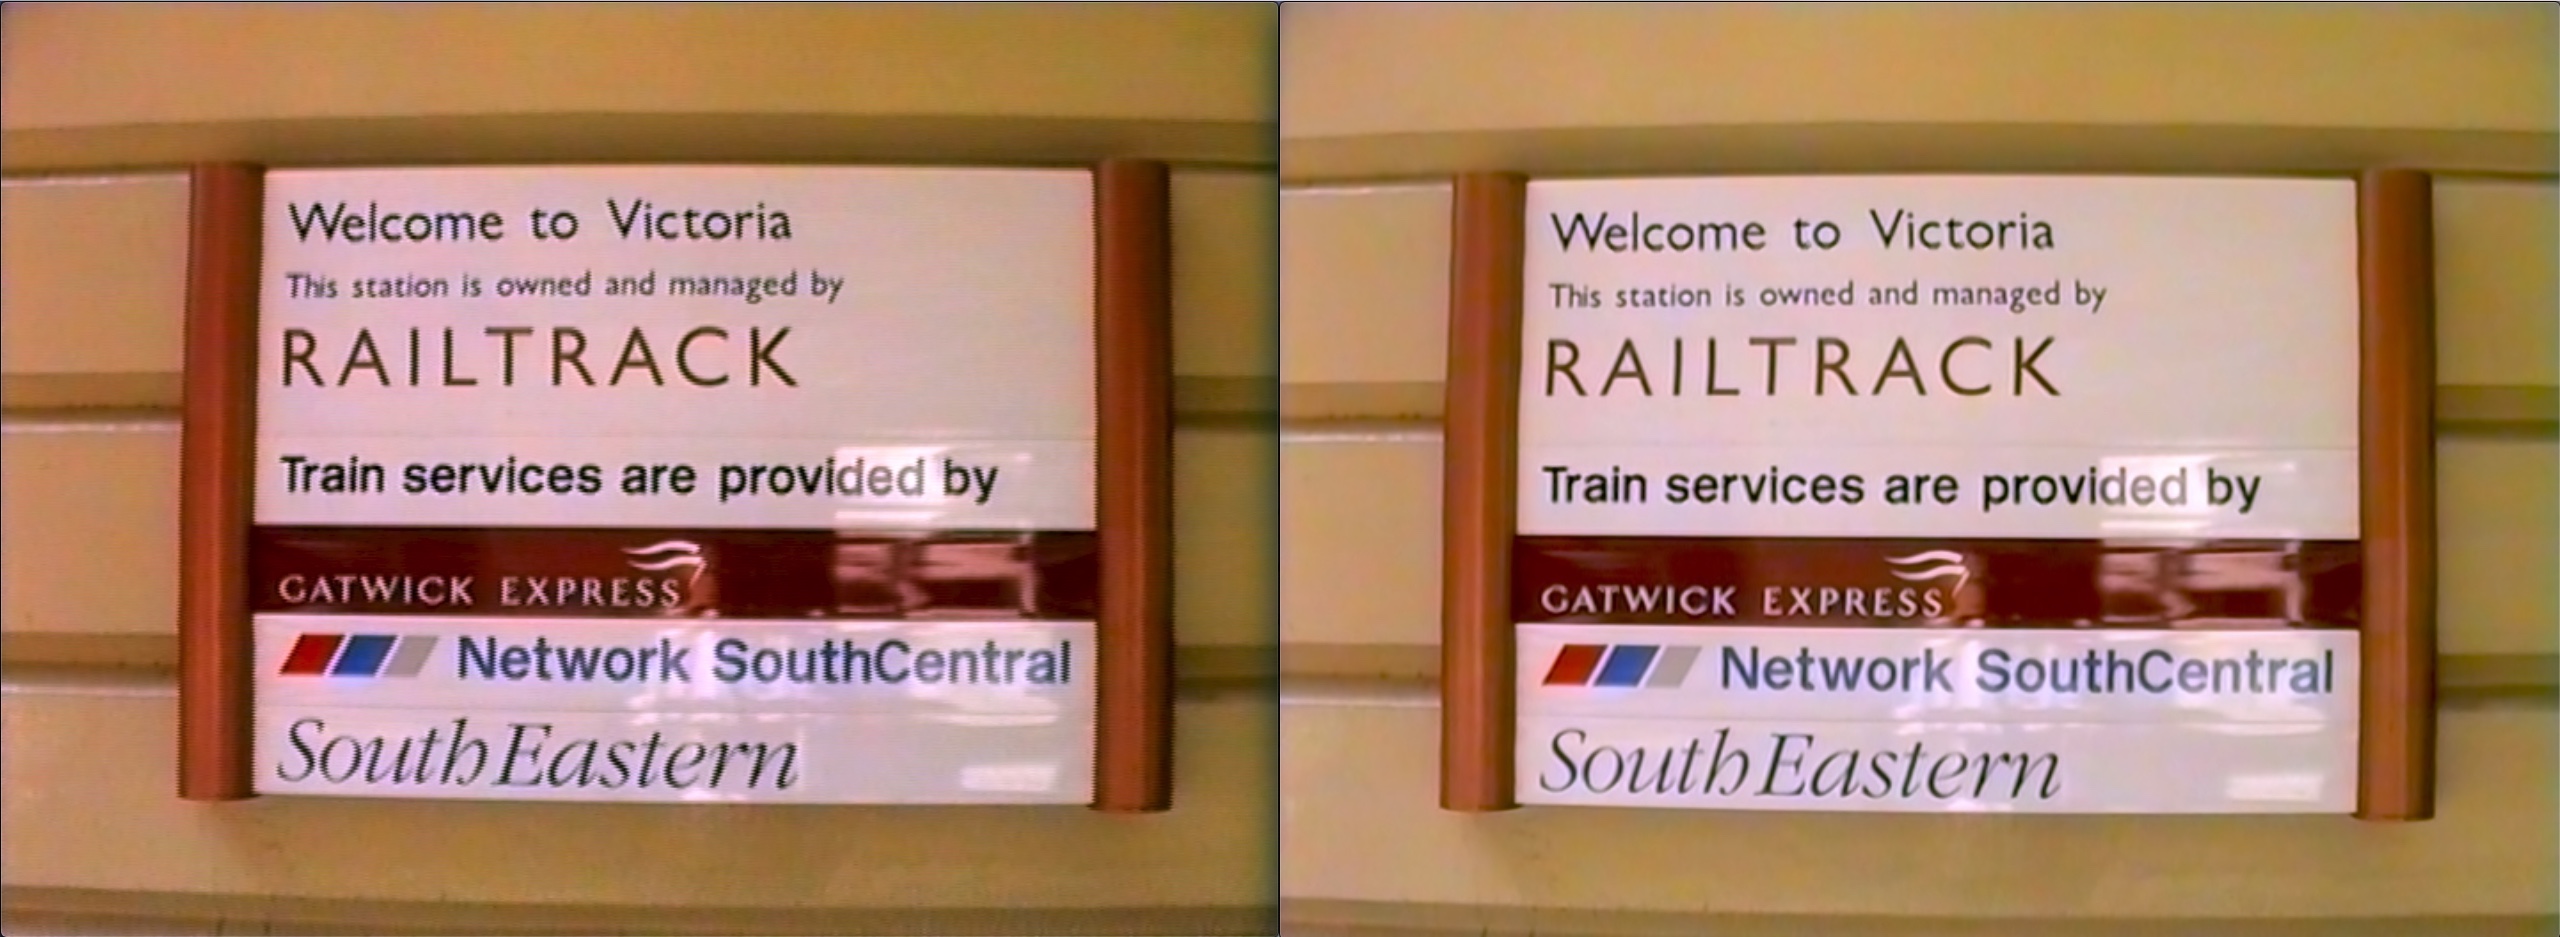 Welcome to Victoria
This station is owned and managed by
RAILTRACK
Train services are provided by
GATWICK EXPRESS
Network SouthCentral
SouthEastern
Welcome to Victoria
This station is owned and managed by
RAILTRACK
Train services are provided by
GATWICK EXPRESS
Network SouthCentral
SouthEastern